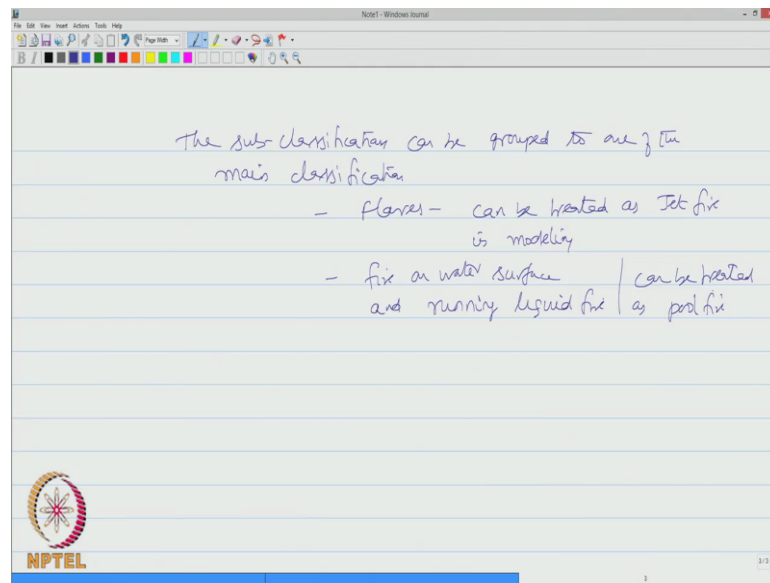 Note1 - Windows Journal
File Edit View Insert Actions Tools Help
Page Width
B I
The sub-classification can be grouped to one of the
main classification
- flares - can be treated as Jet fire
in modeling
- fire on water surface | can be treated
and running liquid fire | as pool fire
NPTEL
3/3
3